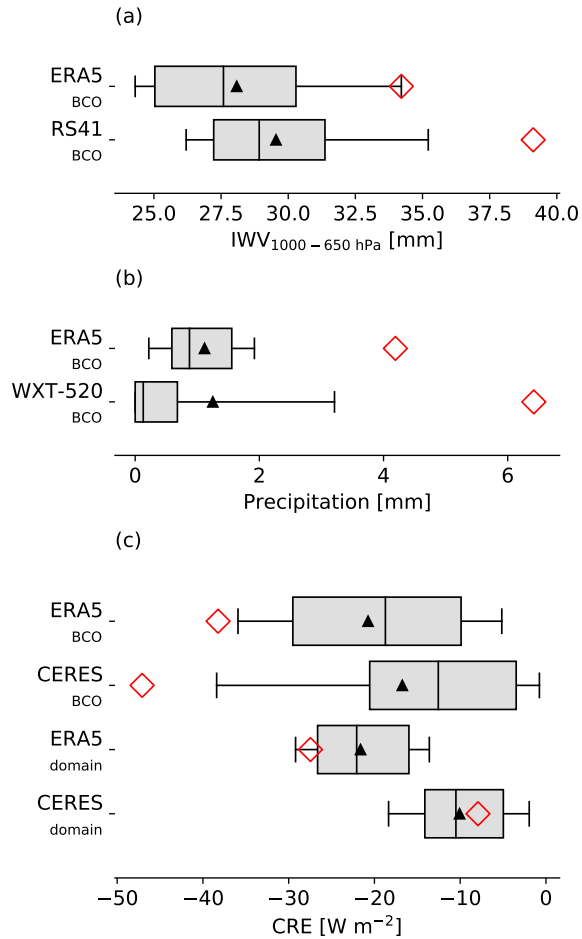 (a)
ERA5
BCO
RS41
BCO
25.0 27.5 30.0 32.5 35.0 37.5 40.0
IWV₁₀₀₀₋₆₅₀ ₕₚₐ [mm]
(b)
ERA5
BCO
WXT-520
BCO
0 2 4 6
Precipitation [mm]
(c)
ERA5
BCO
CERES
BCO
ERA5
domain
CERES
domain
−50 −40 −30 −20 −10 0
CRE [W m⁻²]